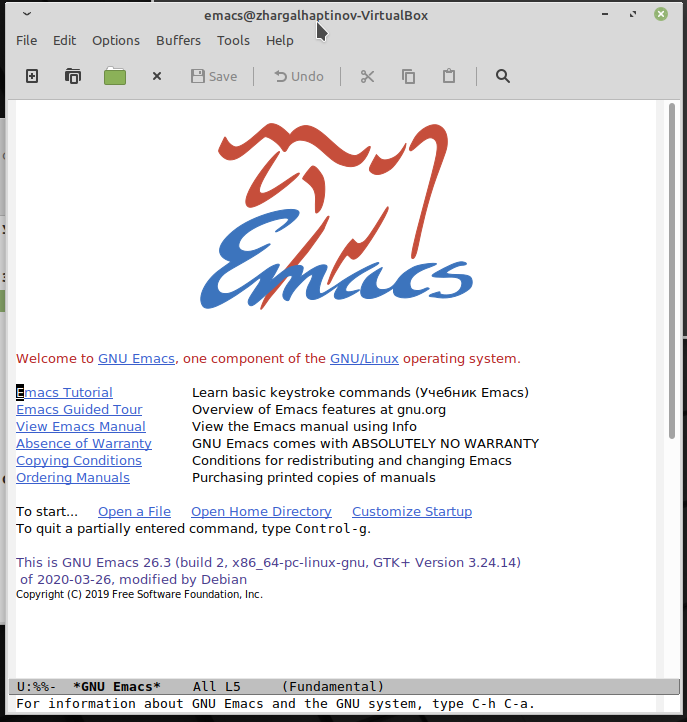 emacs@zhargalhaptinov-VirtualBox
File Edit Options Buffers Tools Help
Save Undo
Emacs
Welcome to GNU Emacs, one component of the GNU/Linux operating system.
Emacs Tutorial Learn basic keystroke commands (Учебник Emacs)
Emacs Guided Tour Overview of Emacs features at gnu.org
View Emacs Manual View the Emacs manual using Info
Absence of Warranty GNU Emacs comes with ABSOLUTELY NO WARRANTY
Copying Conditions Conditions for redistributing and changing Emacs
Ordering Manuals Purchasing printed copies of manuals
To start... Open a File Open Home Directory Customize Startup
To quit a partially entered command, type Control-g.
This is GNU Emacs 26.3 (build 2, x86_64-pc-linux-gnu, GTK+ Version 3.24.14)
of 2020-03-26, modified by Debian
Copyright (C) 2019 Free Software Foundation, Inc.
U:%%- *GNU Emacs* All L5 (Fundamental)
For information about GNU Emacs and the GNU system, type C-h C-a.